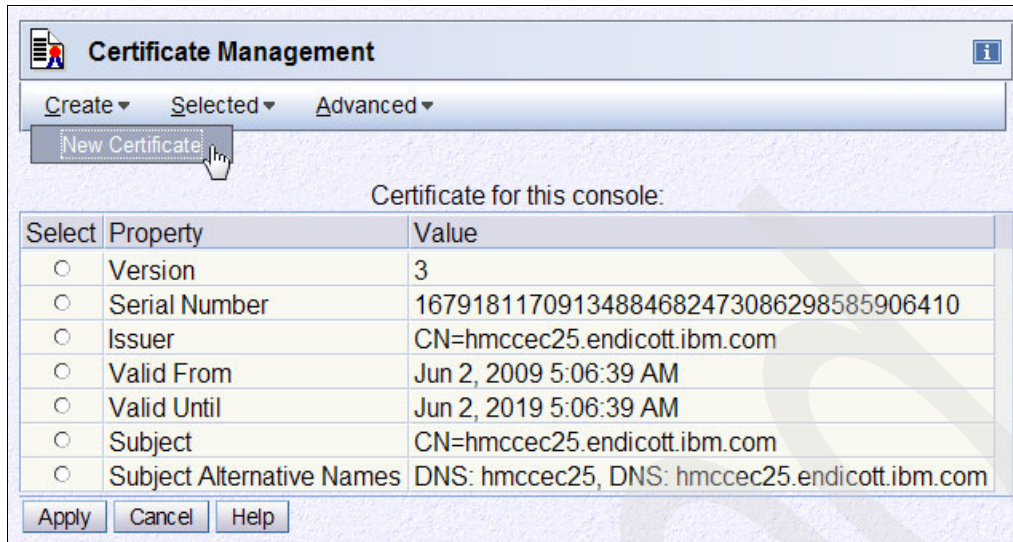 Certificate Management
Create Selected Advanced
New Certificate
Certificate for this console:
Select Property Value
Version 3
Serial Number 16791811709134884682473086298585906410
Issuer CN=hmccec25.endicott.ibm.com
Valid From Jun 2, 2009 5:06:39 AM
Valid Until Jun 2, 2019 5:06:39 AM
Subject CN=hmccec25.endicott.ibm.com
Subject Alternative Names DNS: hmccec25, DNS: hmccec25.endicott.ibm.com
Apply Cancel Help